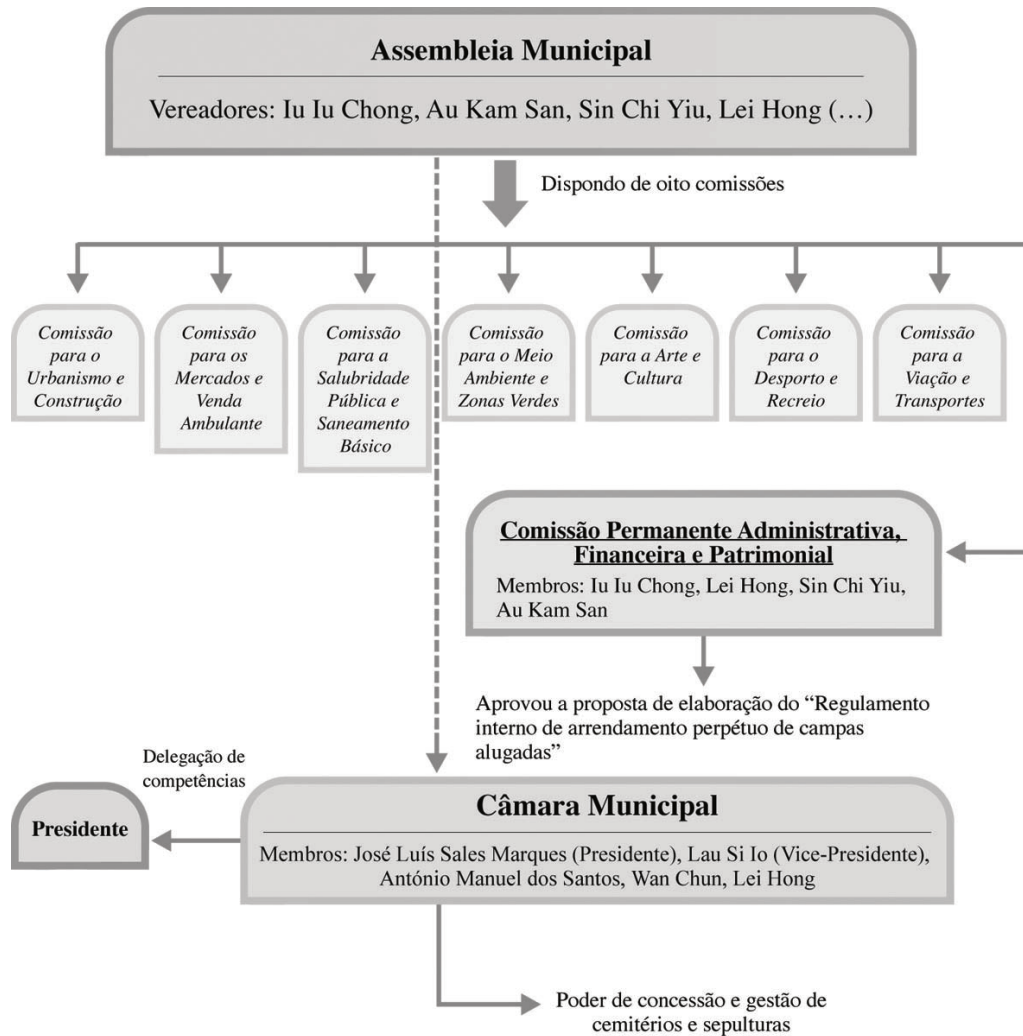 Assembleia Municipal
Vereadores: Iu Iu Chong, Au Kam San, Sin Chi Yiu, Lei Hong (…)
Dispondo de oito comissões
Comissão
para o
Urbanismo e
Construção
Comissão
para os
Mercados e
Venda
Ambulante
Comissão
para a
Salubridade
Pública e
Saneamento
Básico
Comissão
para o Meio
Ambiente e
Zonas Verdes
Comissão
para a Arte e
Cultura
Comissão
para o
Desporto e
Recreio
Comissão
para a
Viação e
Transportes
Comissão Permanente Administrativa,
Financeira e Patrimonial
Membros: Iu Iu Chong, Lei Hong, Sin Chi Yiu,
Au Kam San
Aprovou a proposta de elaboração do “Regulamento
interno de arrendamento perpétuo de campas
alugadas”
Delegação de
competências
Presidente
Câmara Municipal
Membros: José Luís Sales Marques (Presidente), Lau Si Io (Vice-Presidente),
António Manuel dos Santos, Wan Chun, Lei Hong
Poder de concessão e gestão de
cemitérios e sepulturas